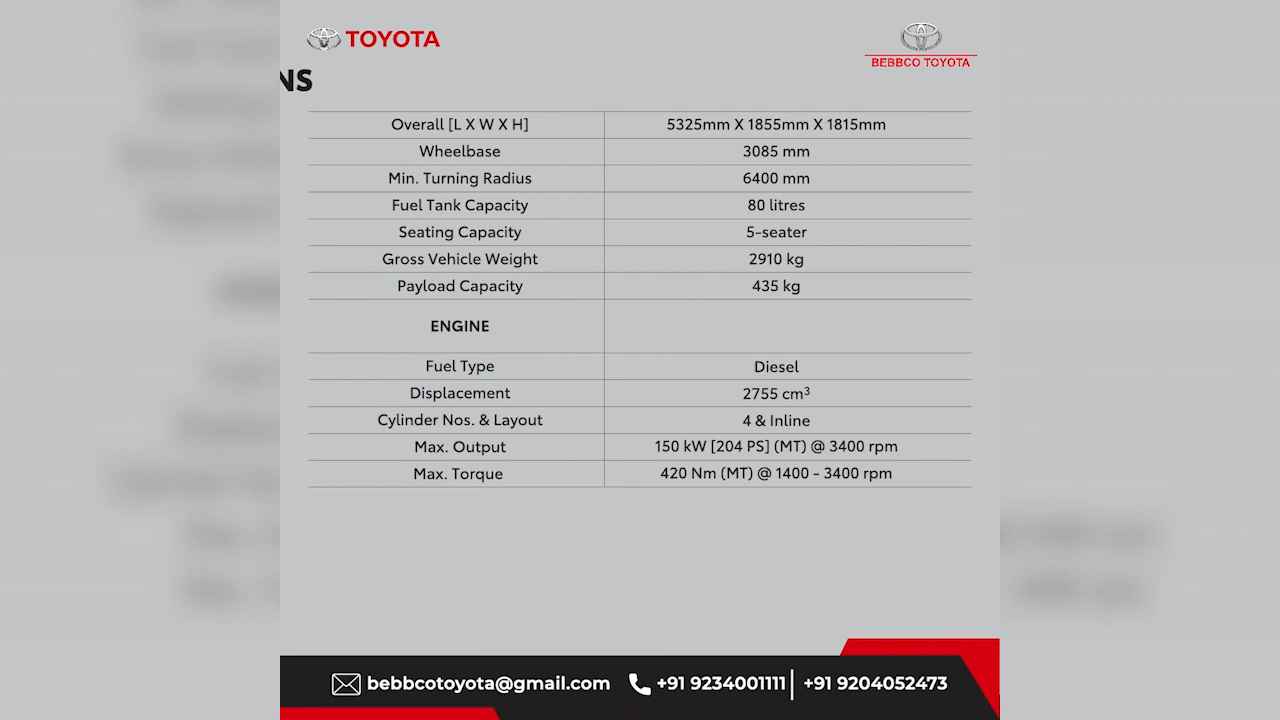 TOYOTA
BEBBCO TOYOTA
NS
Overall [L X W X H] 5325mm X 1855mm X 1815mm
Wheelbase 3085 mm
Min. Turning Radius 6400 mm
Fuel Tank Capacity 80 litres
Seating Capacity 5-seater
Gross Vehicle Weight 2910 kg
Payload Capacity 435 kg
ENGINE
Fuel Type Diesel
Displacement 2755 cm³
Cylinder Nos. & Layout 4 & Inline
Max. Output 150 kW [204 PS] (MT) @ 3400 rpm
Max. Torque 420 Nm (MT) @ 1400 - 3400 rpm
bebbcotoyota@gmail.com +91 9234001111 +91 9204052473